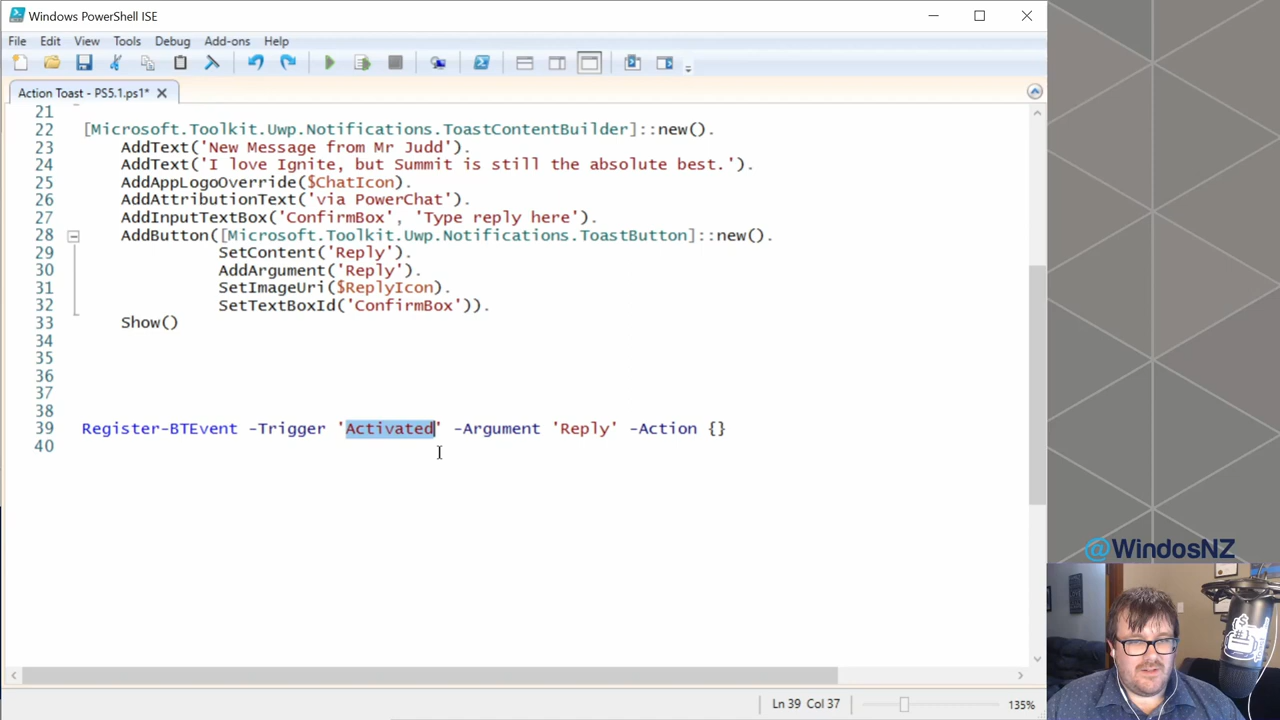 Windows PowerShell ISE
File Edit View Tools Debug Add-ons Help
Action Toast - PS5.1.ps1*
21
22 [Microsoft.Toolkit.Uwp.Notifications.ToastContentBuilder]::new().
23 AddText('New Message from Mr Judd').
24 AddText('I love Ignite, but Summit is still the absolute best.').
25 AddAppLogoOverride($ChatIcon).
26 AddAttributionText('via PowerChat').
27 AddInputTextBox('ConfirmBox', 'Type reply here').
28 AddButton([Microsoft.Toolkit.Uwp.Notifications.ToastButton]::new().
29 SetContent('Reply').
30 AddArgument('Reply').
31 SetImageUri($ReplyIcon).
32 SetTextBoxId('ConfirmBox')).
33 Show()
34
35
36
37
38
39 Register-BTEvent -Trigger 'Activated' -Argument 'Reply' -Action {}
40
@WindosNZ
Ln 39 Col 37
135%